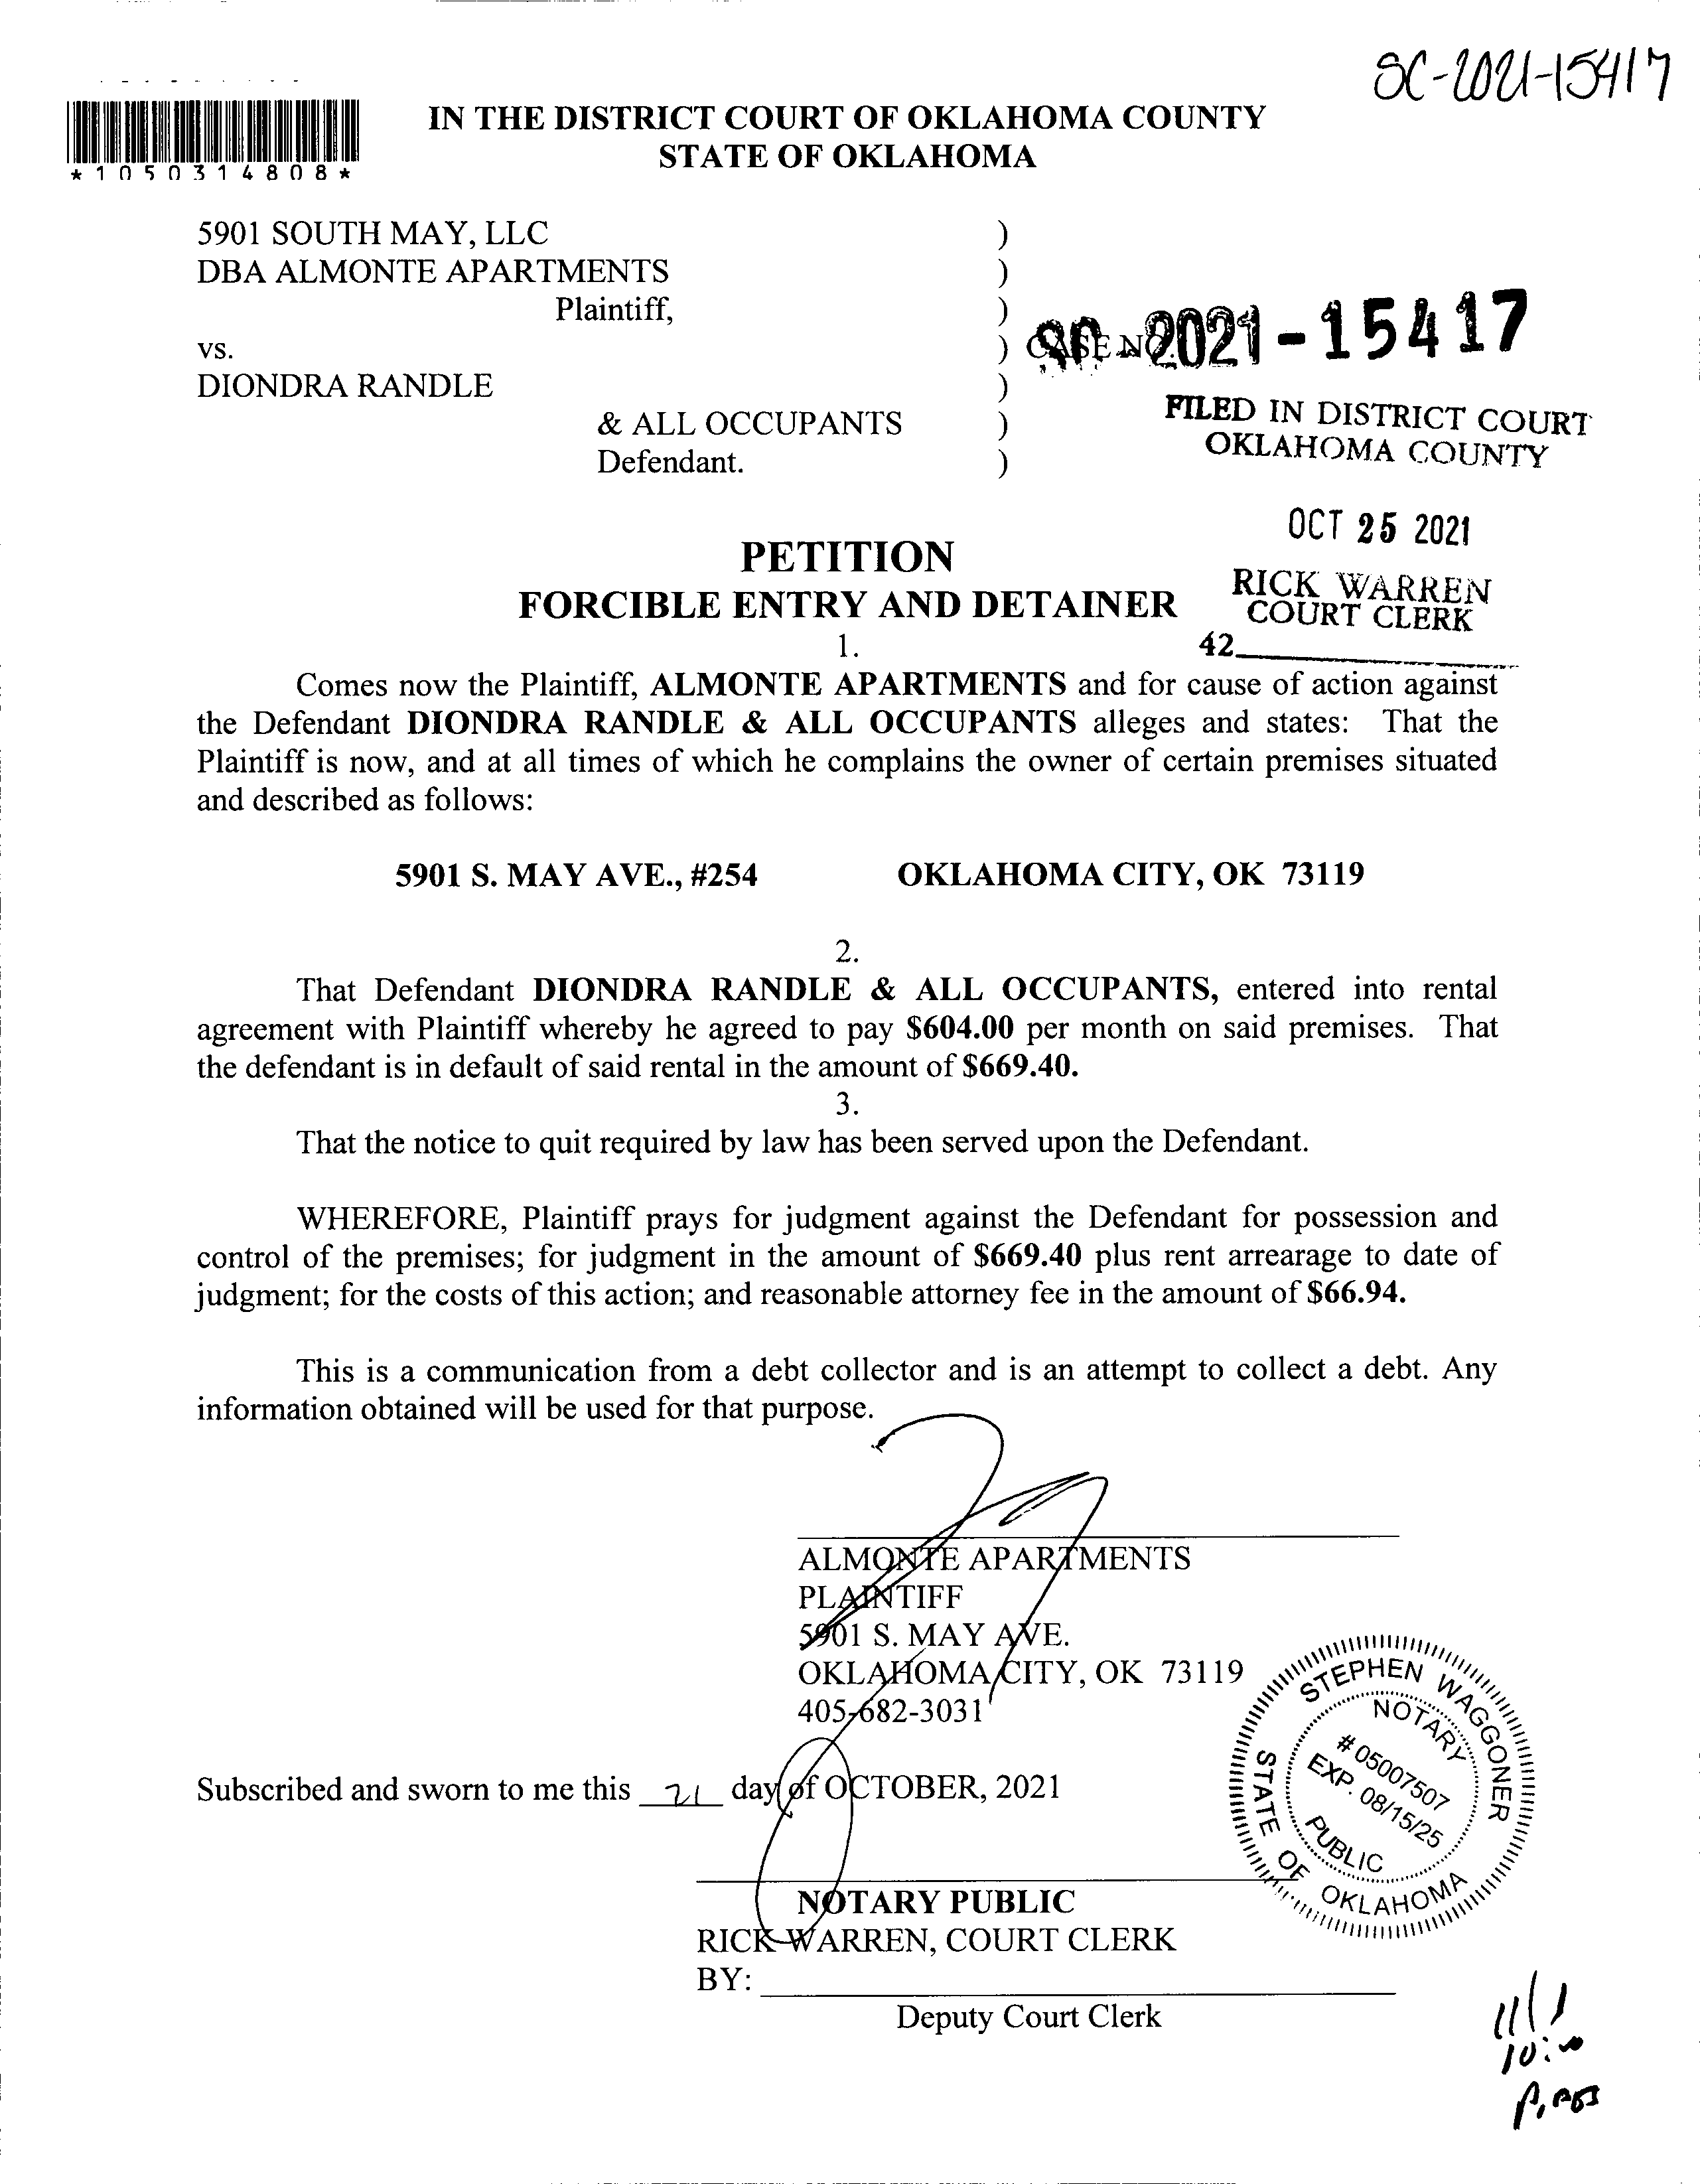 SC-2021-15417
*1050314808*
IN THE DISTRICT COURT OF OKLAHOMA COUNTY
STATE OF OKLAHOMA
5901 SOUTH MAY, LLC )
DBA ALMONTE APARTMENTS )
Plaintiff, )
vs. ) CASE NO. SC-2021-15417
DIONDRA RANDLE )
& ALL OCCUPANTS )
Defendant. )
FILED IN DISTRICT COURT
OKLAHOMA COUNTY
OCT 25 2021
RICK WARREN
COURT CLERK
42
PETITION
FORCIBLE ENTRY AND DETAINER
1.
Comes now the Plaintiff, ALMONTE APARTMENTS and for cause of action against
the Defendant DIONDRA RANDLE & ALL OCCUPANTS alleges and states: That the
Plaintiff is now, and at all times of which he complains the owner of certain premises situated
and described as follows:
5901 S. MAY AVE., #254 OKLAHOMA CITY, OK 73119
2.
That Defendant DIONDRA RANDLE & ALL OCCUPANTS, entered into rental
agreement with Plaintiff whereby he agreed to pay $604.00 per month on said premises. That
the defendant is in default of said rental in the amount of $669.40.
3.
That the notice to quit required by law has been served upon the Defendant.
WHEREFORE, Plaintiff prays for judgment against the Defendant for possession and
control of the premises; for judgment in the amount of $669.40 plus rent arrearage to date of
judgment; for the costs of this action; and reasonable attorney fee in the amount of $66.94.
This is a communication from a debt collector and is an attempt to collect a debt. Any
information obtained will be used for that purpose.
ALMONTE APARTMENTS
PLAINTIFF
5901 S. MAY AVE.
OKLAHOMA CITY, OK 73119
405-682-3031
Subscribed and sworn to me this 21 day of OCTOBER, 2021
STEPHEN WAGGONER
NOTARY
# 05007507
EXP. 08/15/25
PUBLIC
STATE OF OKLAHOMA
NOTARY PUBLIC
RICK WARREN, COURT CLERK
BY:
Deputy Court Clerk
11/1
10:00